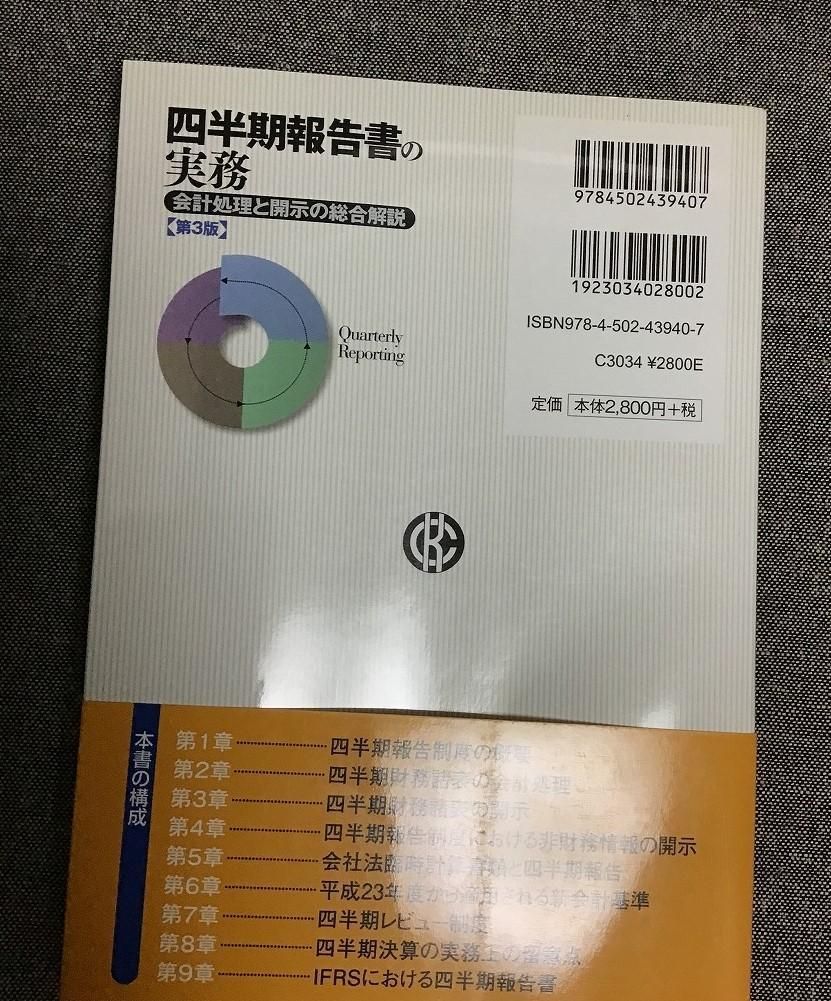 四半期報告書の
実務
会計処理と開示の総合解説
【第3版】
Quarterly
Reporting
9784502439407
1923034028002
ISBN978-4-502-43940-7
C3034 ¥2800E
定価 本体2,800円+税
本書の構成
第1章 四半期報告制度の概要
第2章 四半期財務諸表の会計処理
第3章 四半期財務諸表の開示
第4章 四半期報告制度における非財務情報の開示
第5章 会社法臨時計算書類と四半期報告
第6章 平成23年度から適用される新会計基準
第7章 四半期レビュー制度
第8章 四半期決算の実務上の留意点
第9章 IFRSにおける四半期報告書